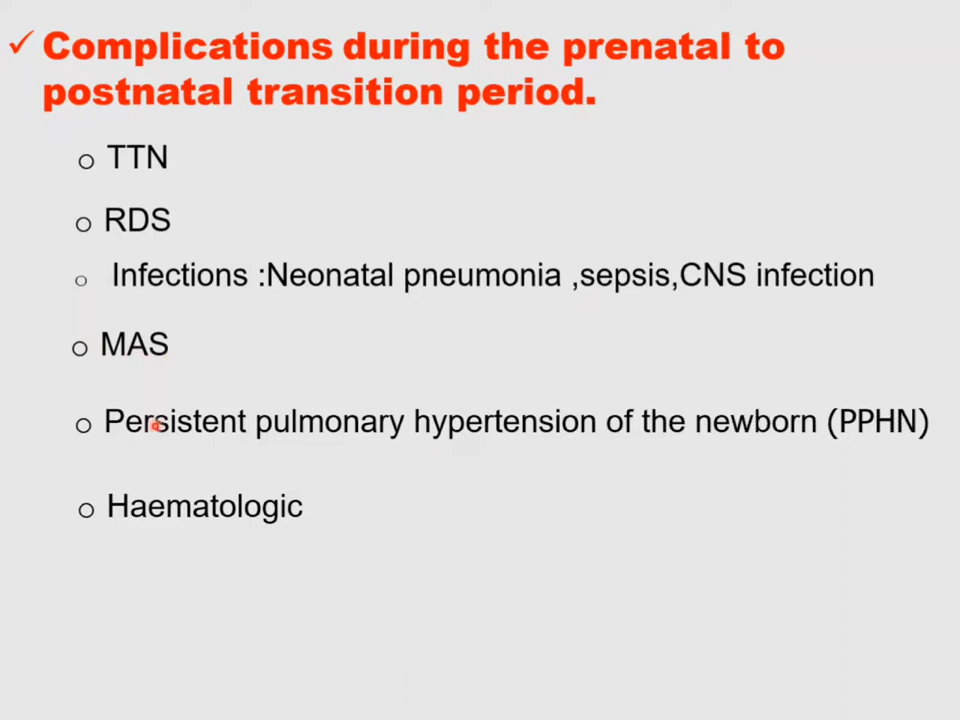 ✓ Complications during the prenatal to
postnatal transition period.
o TTN
o RDS
o Infections :Neonatal pneumonia ,sepsis,CNS infection
o MAS
o Persistent pulmonary hypertension of the newborn (PPHN)
o Haematologic